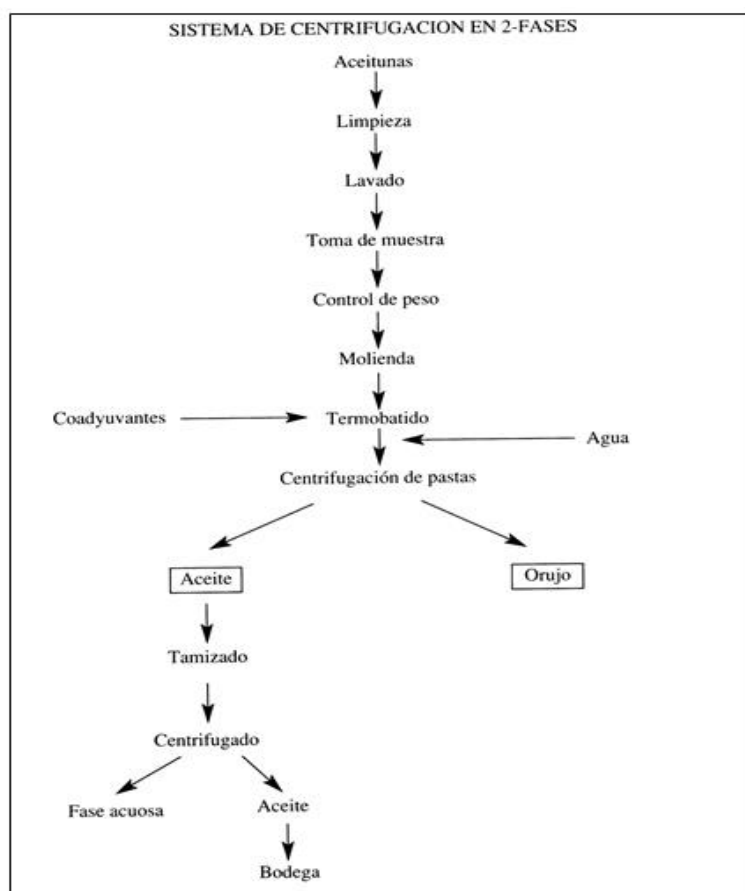 SISTEMA DE CENTRIFUGACION EN 2-FASES
Aceitunas
Limpieza
Lavado
Toma de muestra
Control de peso
Molienda
Coadyuvantes
Termobatido
Agua
Centrifugación de pastas
Aceite
Orujo
Tamizado
Centrifugado
Fase acuosa
Aceite
Bodega